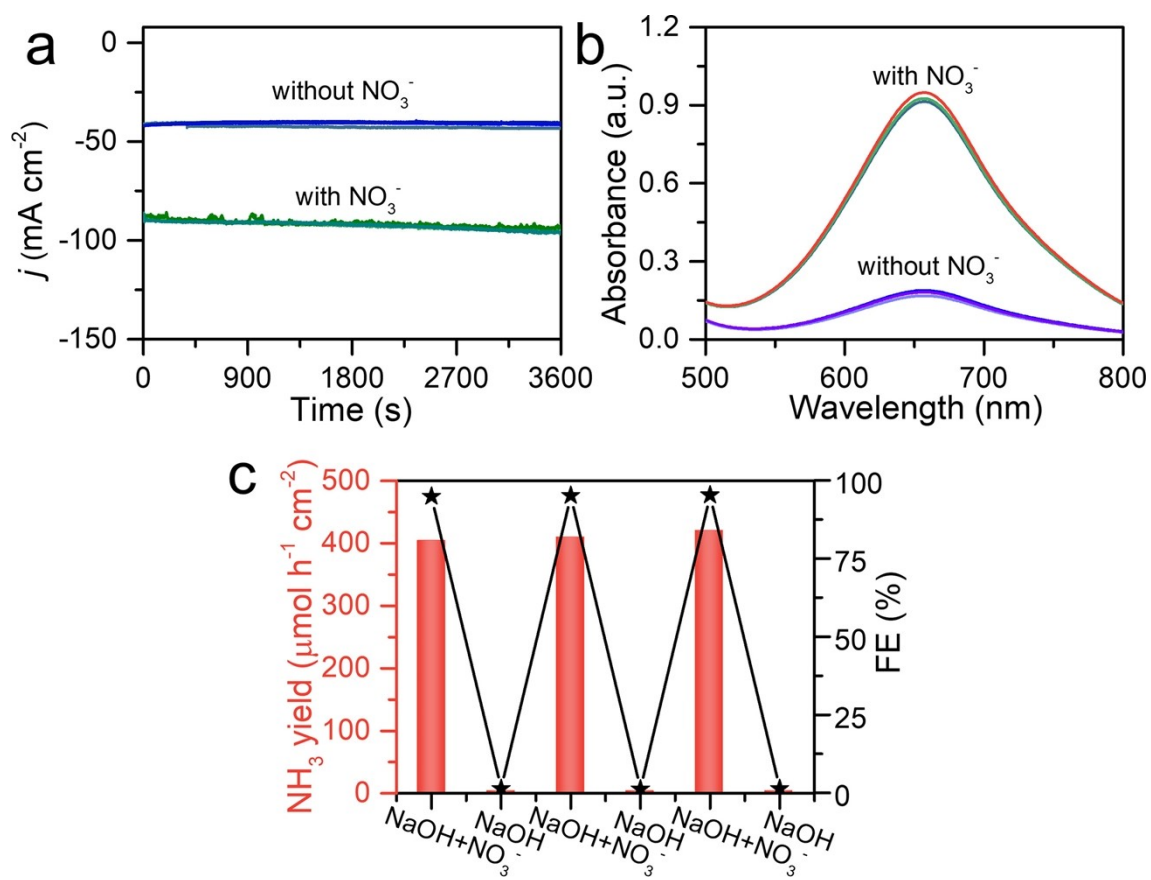 a
0
-50
-100
-150
j (mA cm⁻²)
without NO₃⁻
with NO₃⁻
0 900 1800 2700 3600
Time (s)
b
1.2
0.9
0.6
0.3
0.0
Absorbance (a.u.)
with NO₃⁻
without NO₃⁻
500 600 700 800
Wavelength (nm)
c
500
400
300
200
100
0
NH₃ yield (μmol h⁻¹ cm⁻²)
100
75
50
25
0
FE (%)
NaOH+NO₃⁻
NaOH
NaOH+NO₃⁻
NaOH
NaOH+NO₃⁻
NaOH